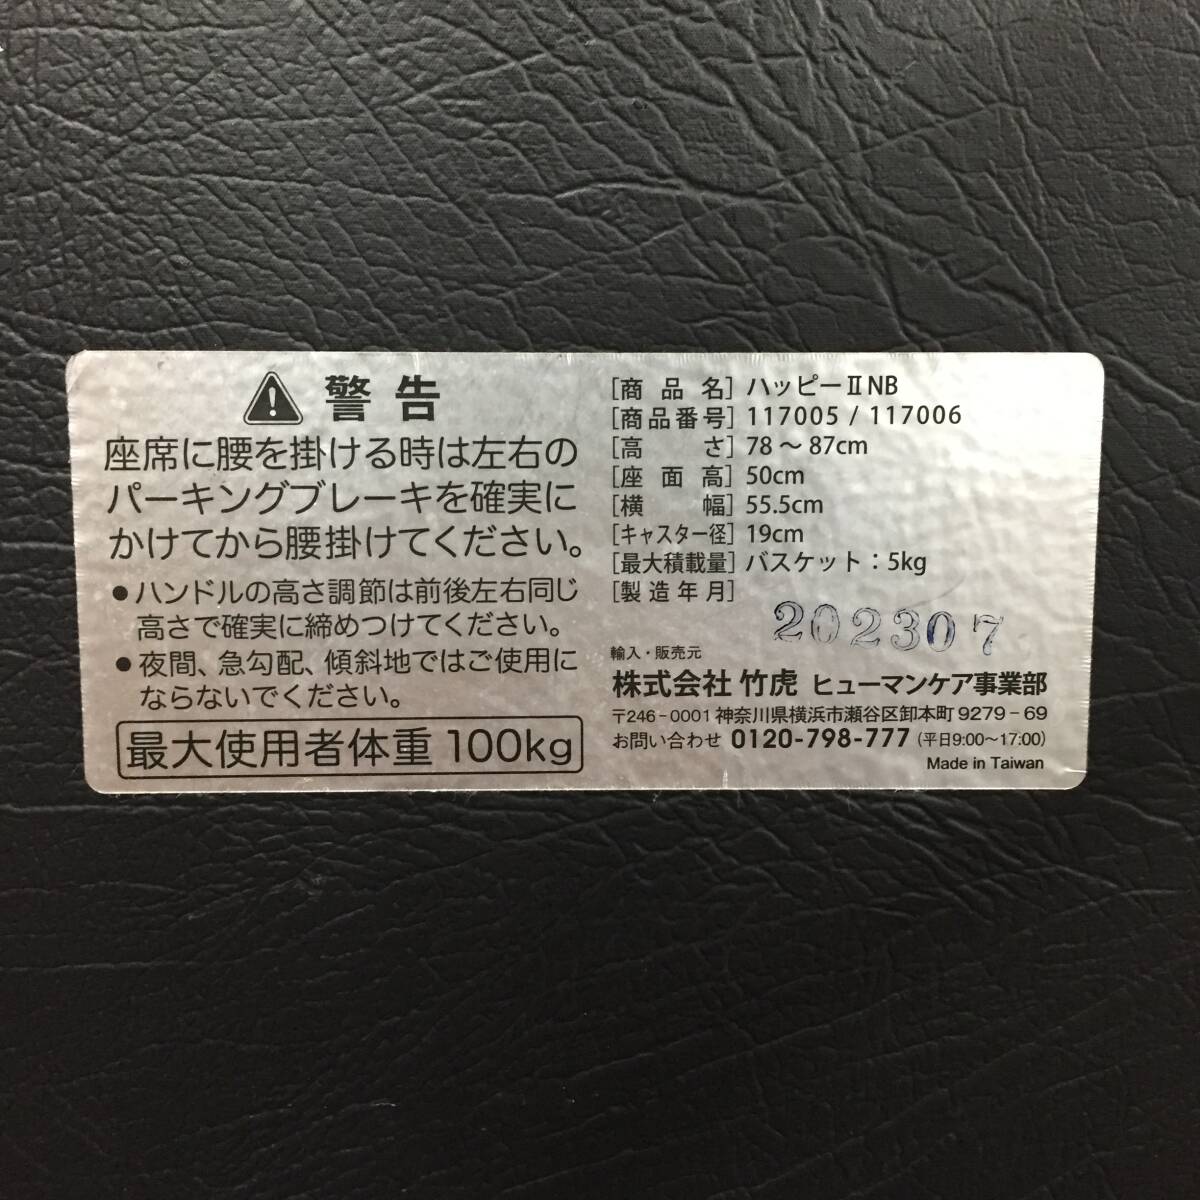 警告
座席に腰を掛ける時は左右の
パーキングブレーキを確実に
かけてから腰掛けてください。
●ハンドルの高さ調節は前後左右同じ
高さで確実に締めつけてください。
●夜間、急勾配、傾斜地ではご使用に
ならないでください。
最大使用者体重 100kg
[商品名] ハッピーⅡNB
[商品番号] 117005 / 117006
[高さ] 78～87cm
[座面高] 50cm
[横幅] 55.5cm
[キャスター径] 19cm
[最大積載量] バスケット：5kg
[製造年月]
202307
輸入・販売元
株式会社 竹虎 ヒューマンケア事業部
〒246-0001 神奈川県横浜市瀬谷区卸本町 9279-69
お問い合わせ 0120-798-777 (平日9:00～17:00)
Made in Taiwan